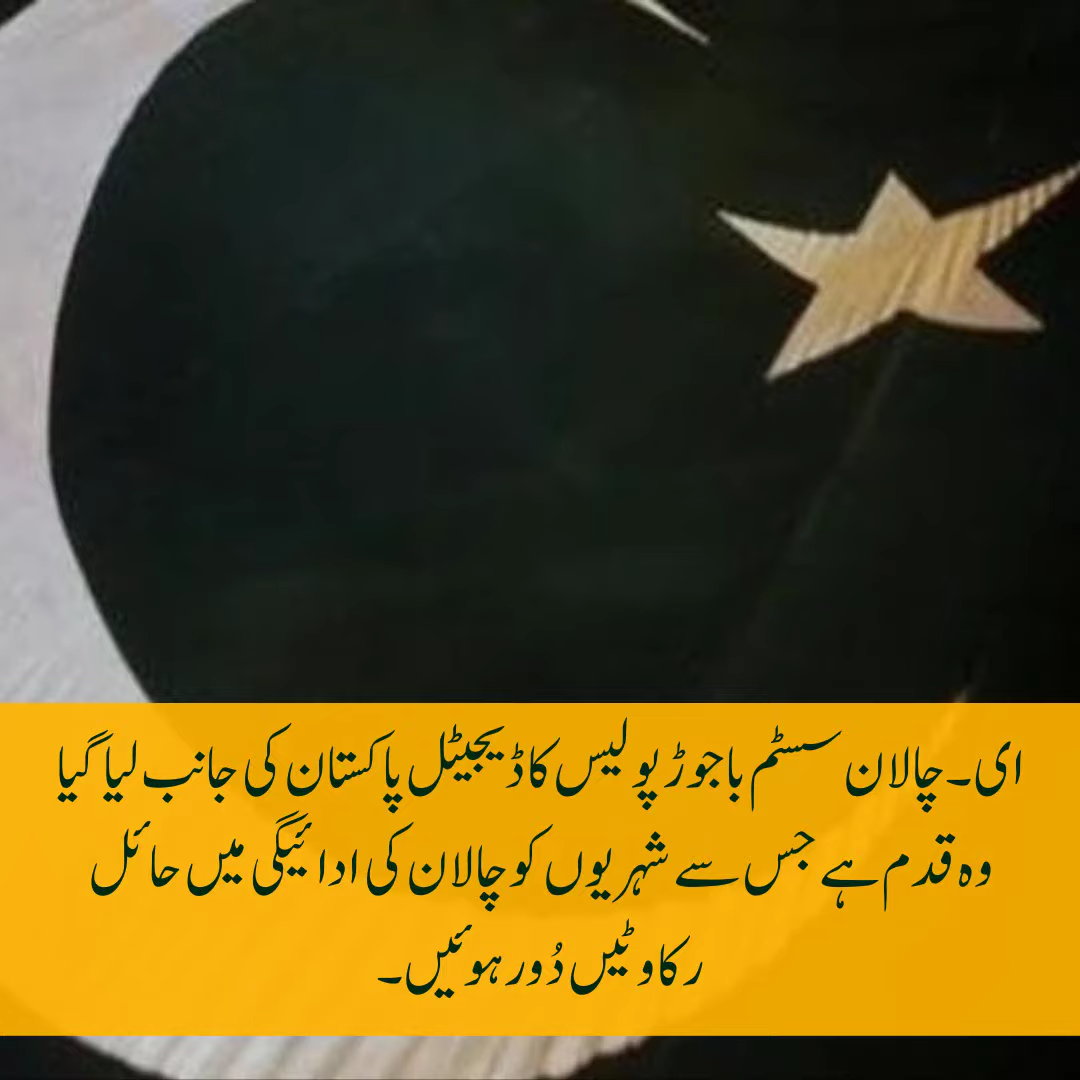 ای۔چالان سسٹم باجوڑ پولیس کا ڈیجیٹل پاکستان کی جانب لیا گیا
وہ قدم ہے جس سے شہریوں کو چالان کی ادائیگی میں حائل
رکاوٹیں دُور ہوئیں۔